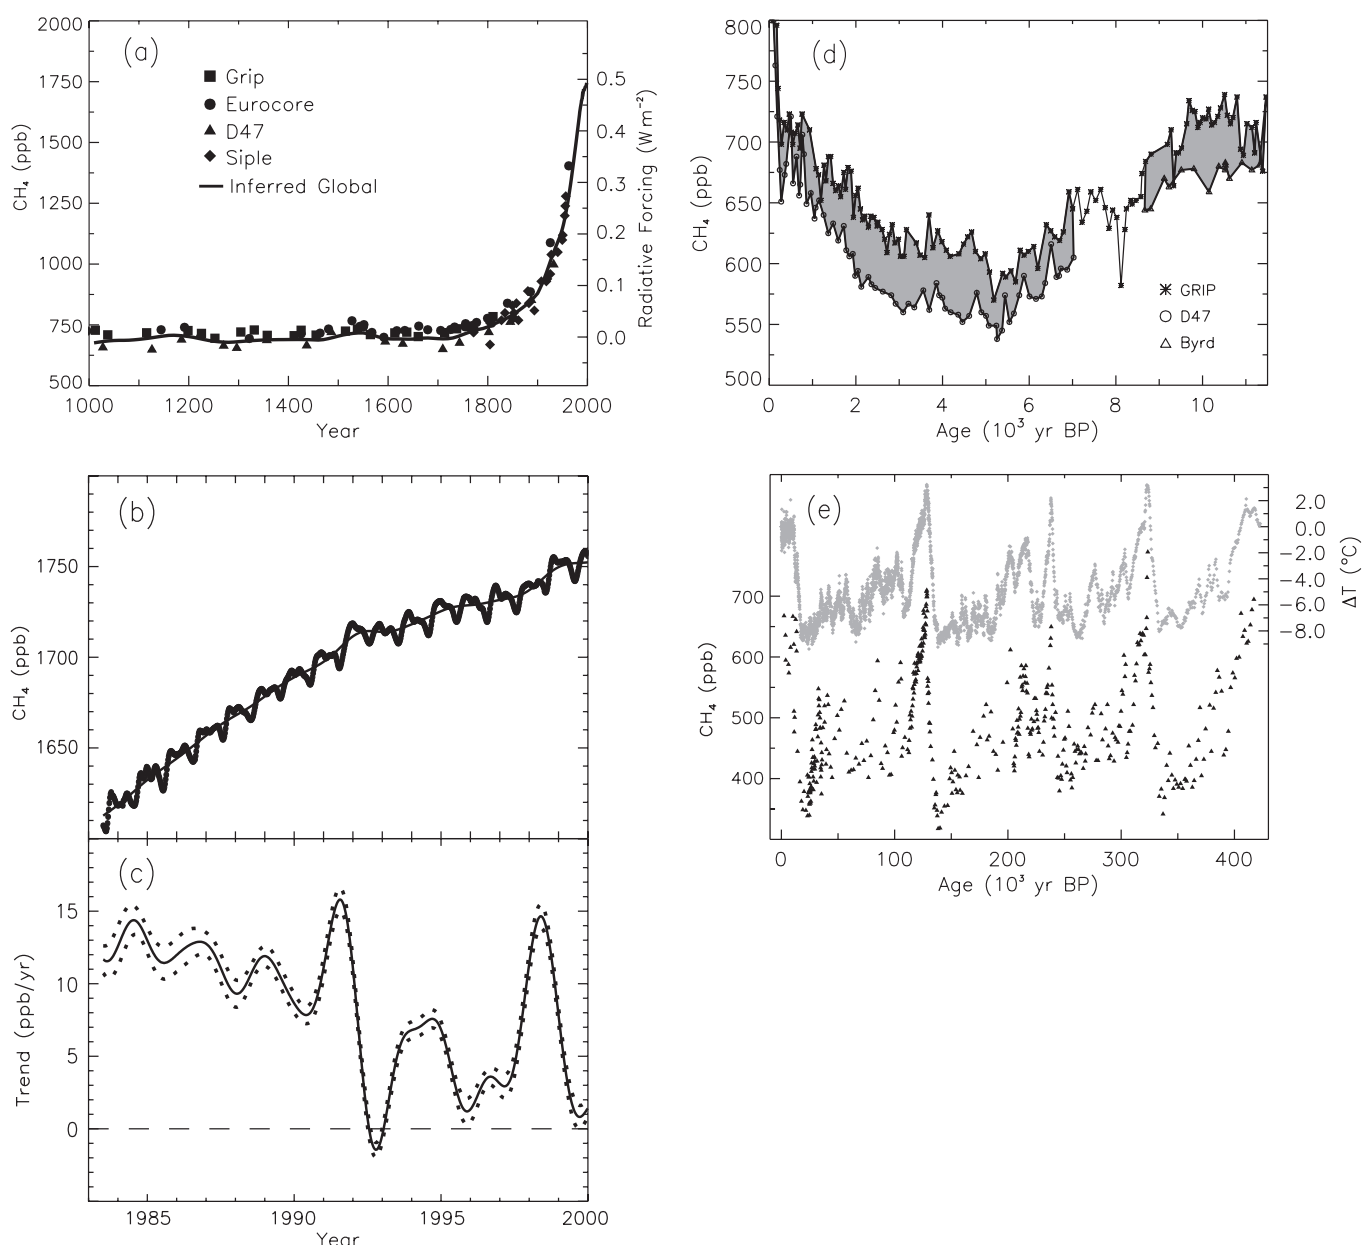 (a)
2000
1750
1500
1250
1000
750
500
CH₄ (ppb)
Grip
Eurocore
D47
Siple
Inferred Global
0.5
0.4
0.3
0.2
0.1
0.0
Radiative Forcing (Wm⁻²)
1000 1200 1400 1600 1800 2000
Year
(b)
1750
1700
1650
CH₄ (ppb)
(c)
15
10
5
0
Trend (ppb/yr)
1985 1990 1995 2000
Year
(d)
800
750
700
650
600
550
500
CH₄ (ppb)
GRIP
D47
Byrd
0 2 4 6 8 10
Age (10³ yr BP)
(e)
700
600
500
400
CH₄ (ppb)
2.0
0.0
−2.0
−4.0
−6.0
−8.0
ΔT (°C)
0 100 200 300 400
Age (10³ yr BP)